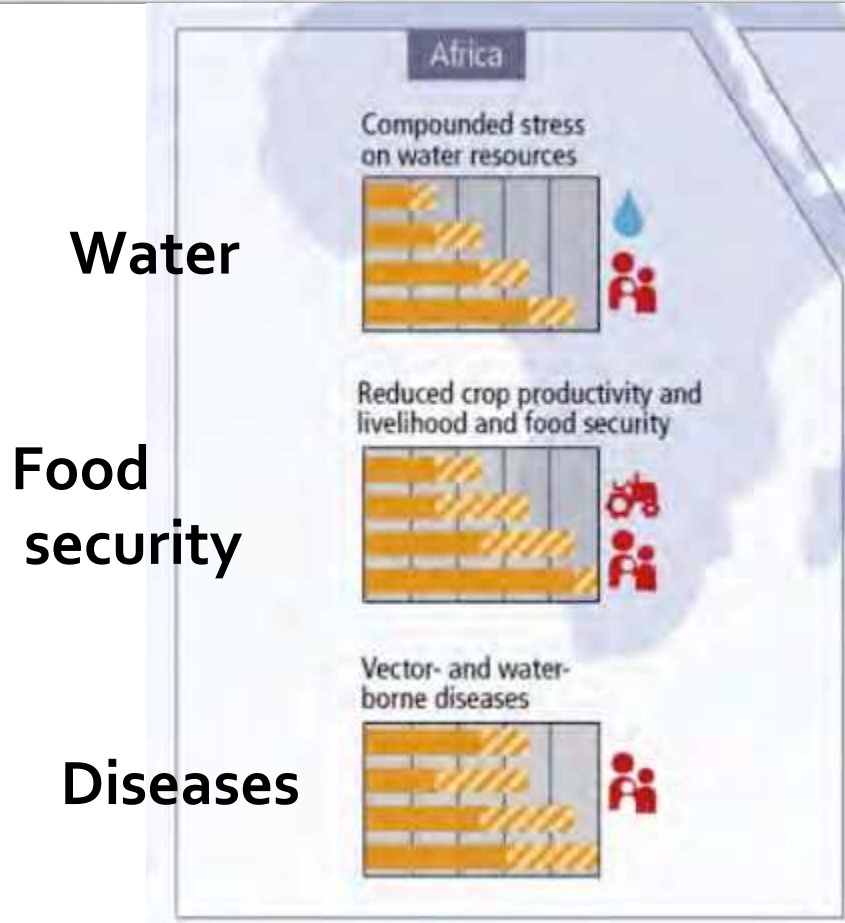 Africa
Compounded stress
on water resources
Water
Reduced crop productivity and
livelihood and food security
Food
security
Vector- and water-
borne diseases
Diseases